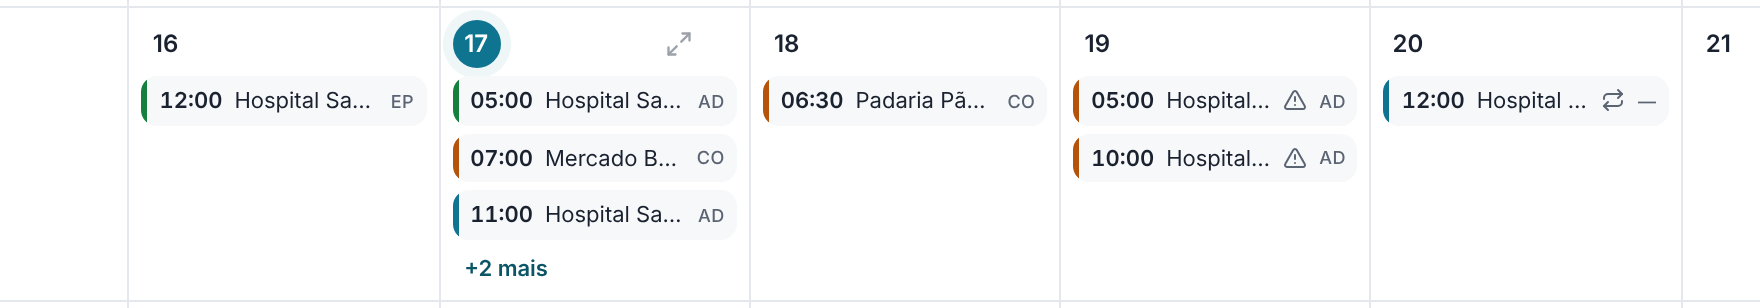 16
12:00 Hospital Sa... EP
17
05:00 Hospital Sa... AD
07:00 Mercado B... CO
11:00 Hospital Sa... AD
+2 mais
18
06:30 Padaria Pã... CO
19
05:00 Hospital... AD
10:00 Hospital... AD
20
12:00 Hospital ... —
21